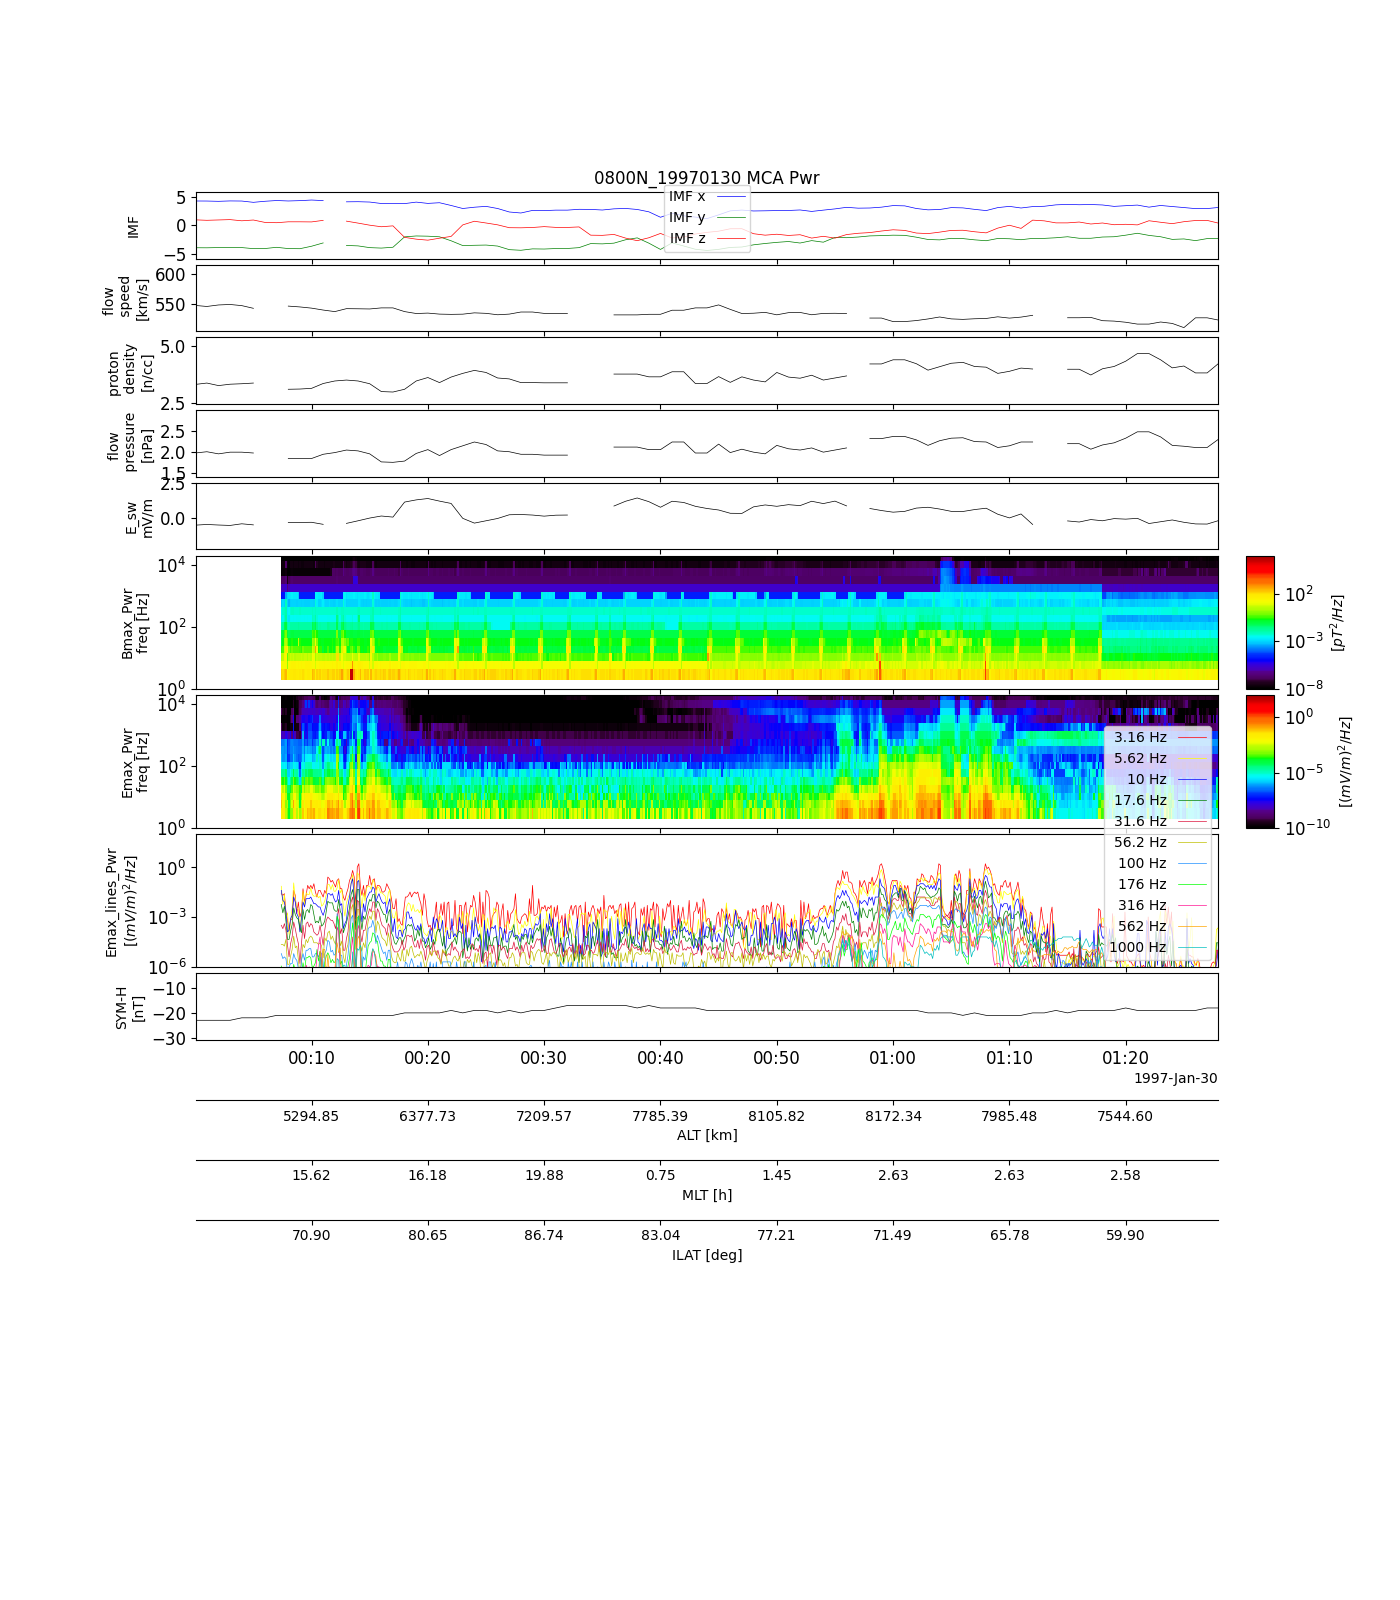 0800N_19970130 MCA Pwr
IMF
5
0
−5
IMF x
IMF y
IMF z
flow
speed
[km/s]
600
550
proton
density
[n/cc]
5.0
2.5
flow
pressure
[nPa]
2.5
2.0
1.5
E_sw
mV/m
2.5
0.0
Bmax_Pwr
freq [Hz]
10^4
10^2
10^0
10^2
10^−3
10^−8
[pT^2/Hz]
Emax_Pwr
freq [Hz]
10^4
10^2
10^0
10^0
10^−5
10^−10
[(mV/m)^2/Hz]
3.16 Hz
5.62 Hz
10 Hz
17.6 Hz
31.6 Hz
56.2 Hz
100 Hz
176 Hz
316 Hz
562 Hz
1000 Hz
Emax_lines_Pwr
[(mV/m)^2/Hz]
10^0
10^−3
10^−6
SYM-H
[nT]
−10
−20
−30
00:10 00:20 00:30 00:40 00:50 01:00 01:10 01:20
1997-Jan-30
5294.85 6377.73 7209.57 7785.39 8105.82 8172.34 7985.48 7544.60
ALT [km]
15.62 16.18 19.88 0.75 1.45 2.63 2.63 2.58
MLT [h]
70.90 80.65 86.74 83.04 77.21 71.49 65.78 59.90
ILAT [deg]